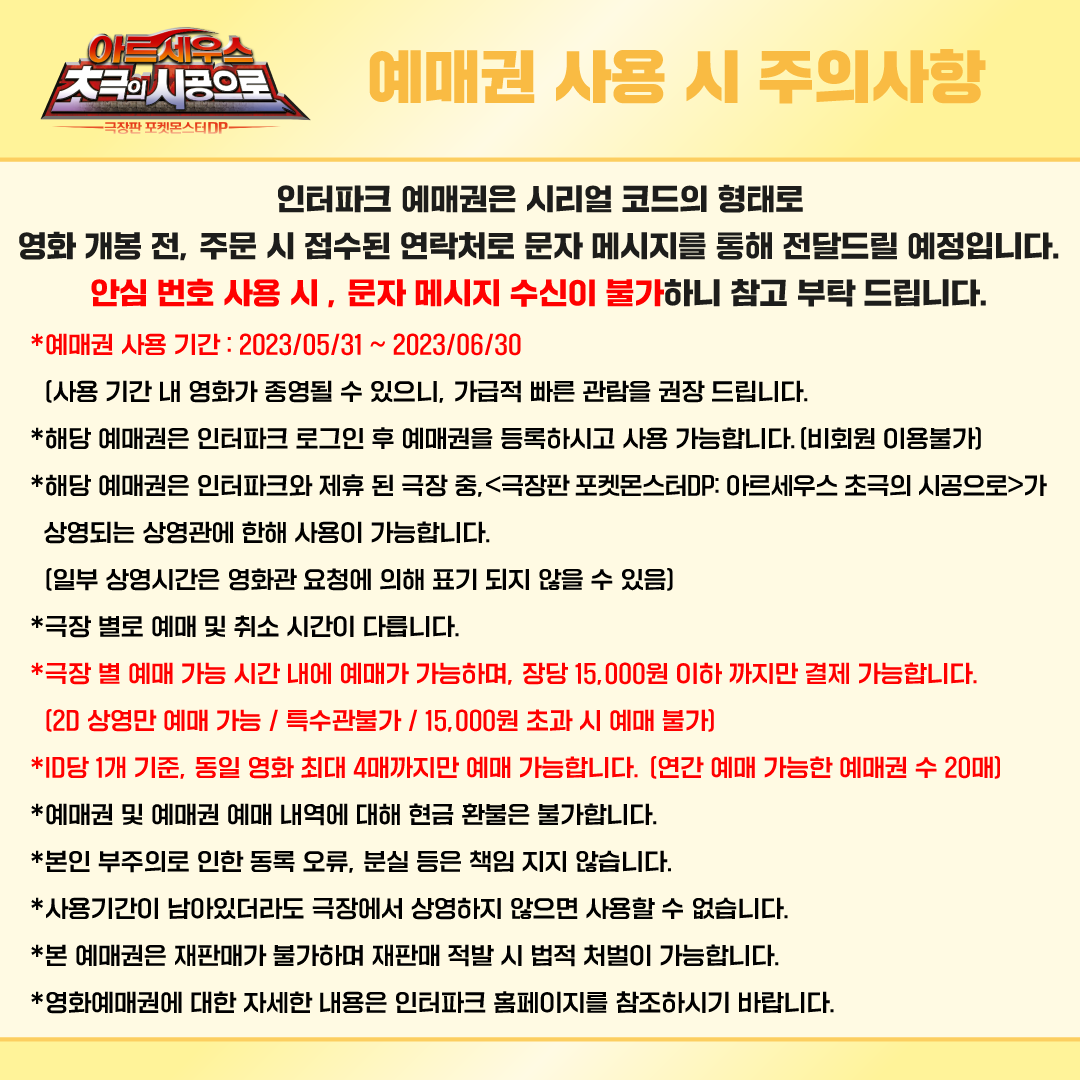 아르세우스
초극의 시공으로
극장판 포켓몬스터DP
예매권 사용 시 주의사항
인터파크 예매권은 시리얼 코드의 형태로
영화 개봉 전, 주문 시 접수된 연락처로 문자 메시지를 통해 전달드릴 예정입니다.
안심 번호 사용 시 , 문자 메시지 수신이 불가하니 참고 부탁 드립니다.
*예매권 사용 기간 : 2023/05/31 ~ 2023/06/30
(사용 기간 내 영화가 종영될 수 있으니, 가급적 빠른 관람을 권장 드립니다.
*해당 예매권은 인터파크 로그인 후 예매권을 등록하시고 사용 가능합니다.(비회원 이용불가)
*해당 예매권은 인터파크와 제휴 된 극장 중,<극장판 포켓몬스터DP: 아르세우스 초극의 시공으로>가
상영되는 상영관에 한해 사용이 가능합니다.
(일부 상영시간은 영화관 요청에 의해 표기 되지 않을 수 있음)
*극장 별로 예매 및 취소 시간이 다릅니다.
*극장 별 예매 가능 시간 내에 예매가 가능하며, 장당 15,000원 이하 까지만 결제 가능합니다.
(2D 상영만 예매 가능 / 특수관불가 / 15,000원 초과 시 예매 불가)
*ID당 1개 기준, 동일 영화 최대 4매까지만 예매 가능합니다. (연간 예매 가능한 예매권 수 20매)
*예매권 및 예매권 예매 내역에 대해 현금 환불은 불가합니다.
*본인 부주의로 인한 등록 오류, 분실 등은 책임 지지 않습니다.
*사용기간이 남아있더라도 극장에서 상영하지 않으면 사용할 수 없습니다.
*본 예매권은 재판매가 불가하며 재판매 적발 시 법적 처벌이 가능합니다.
*영화예매권에 대한 자세한 내용은 인터파크 홈페이지를 참조하시기 바랍니다.